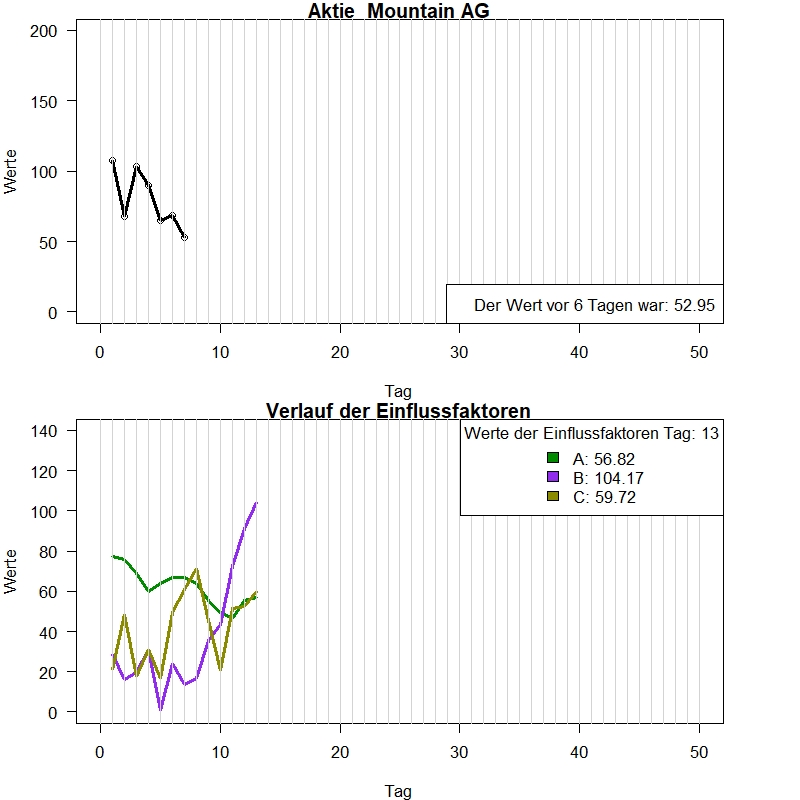 Aktie  Mountain AG
Werte
200
150
100
50
0
Der Wert vor 6 Tagen war: 52.95
0 10 20 30 40 50
Tag
Verlauf der Einflussfaktoren
Werte
140
120
100
80
60
40
20
0
Werte der Einflussfaktoren Tag: 13
A: 56.82
B: 104.17
C: 59.72
0 10 20 30 40 50
Tag